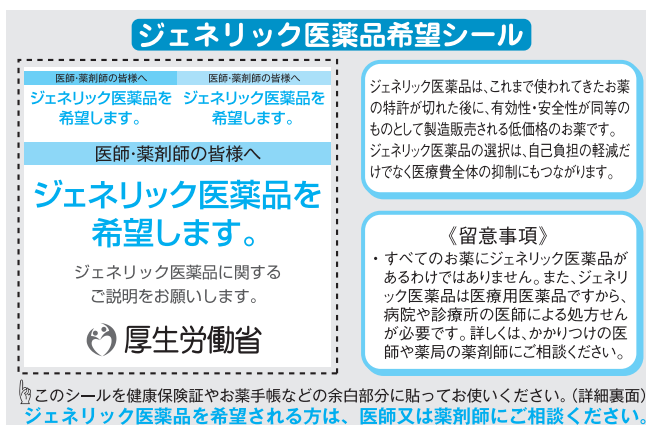 ジェネリック医薬品希望シール
医師･薬剤師の皆様へ
ジェネリック医薬品を
希望します。
医師･薬剤師の皆様へ
ジェネリック医薬品を
希望します。
医師･薬剤師の皆様へ
ジェネリック医薬品を
希望します。
ジェネリック医薬品に関する
ご説明をお願いします。
厚生労働省
ジェネリック医薬品は、これまで使われてきたお薬
の特許が切れた後に、有効性･安全性が同等の
ものとして製造販売される低価格のお薬です。
ジェネリック医薬品の選択は、自己負担の軽減だ
けでなく医療費全体の抑制にもつながります。
《留意事項》
・すべてのお薬にジェネリック医薬品が
あるわけではありません。また、ジェネリ
ック医薬品は医療用医薬品ですから、
病院や診療所の医師による処方せん
が必要です。詳しくは、かかりつけの医
師や薬局の薬剤師にご相談ください。
このシールを健康保険証やお薬手帳などの余白部分に貼ってお使いください。（詳細裏面）
ジェネリック医薬品を希望される方は、医師又は薬剤師にご相談ください。